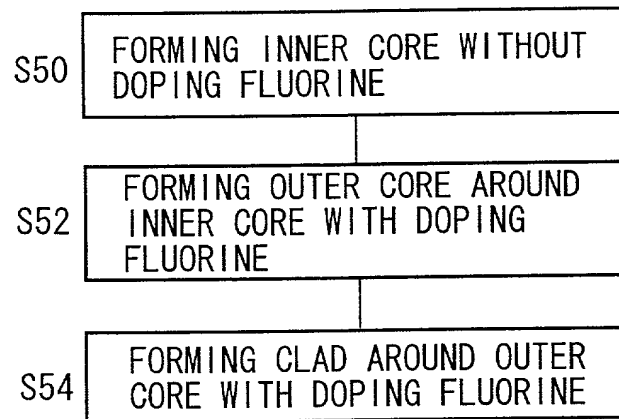 S50
FORMING INNER CORE WITHOUT
DOPING FLUORINE
S52
FORMING OUTER CORE AROUND
INNER CORE WITH DOPING
FLUORINE
S54
FORMING CLAD AROUND OUTER
CORE WITH DOPING FLUORINE